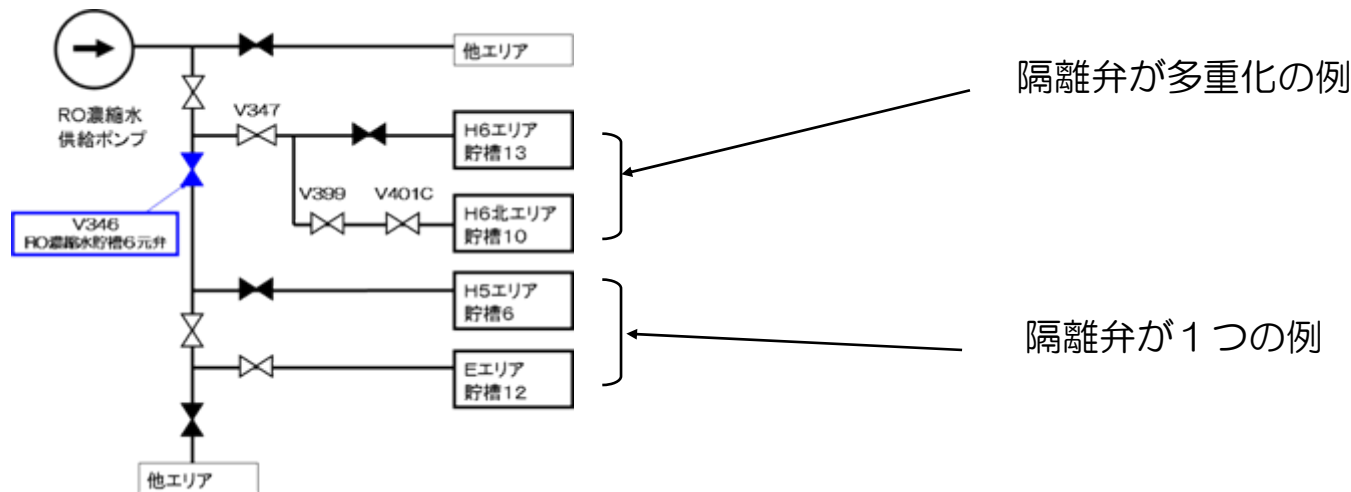 他エリア
RO濃縮水
供給ポンプ
V347
H6エリア
貯槽13
V399
V401C
H6北エリア
貯槽10
V346
RO濃縮水貯槽6元弁
H5エリア
貯槽6
Eエリア
貯槽12
他エリア
隔離弁が多重化の例
隔離弁が１つの例